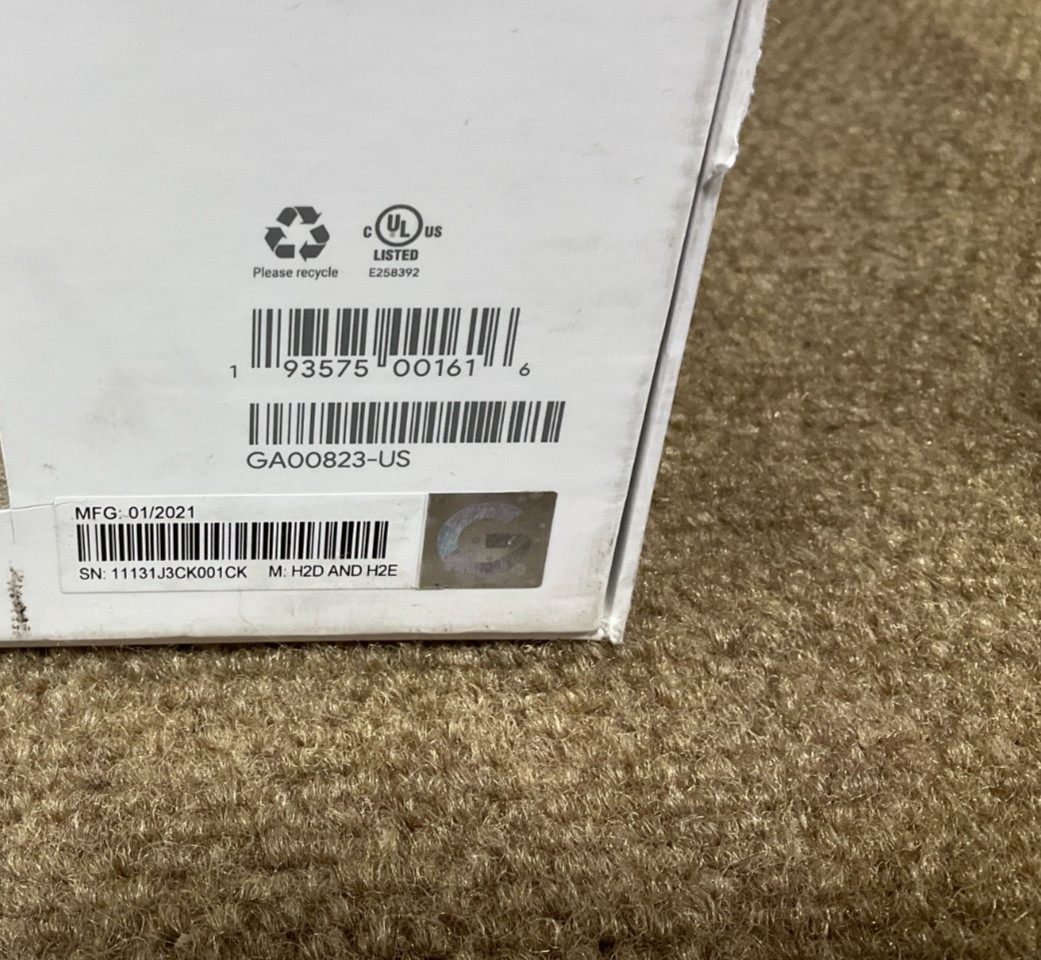 C UL US
LISTED
Please recycle
E258392
1 93575 00161 6
GA00823-US
MFG: 01/2021
SN: 11131J3CK001CK M: H2D AND H2E
G